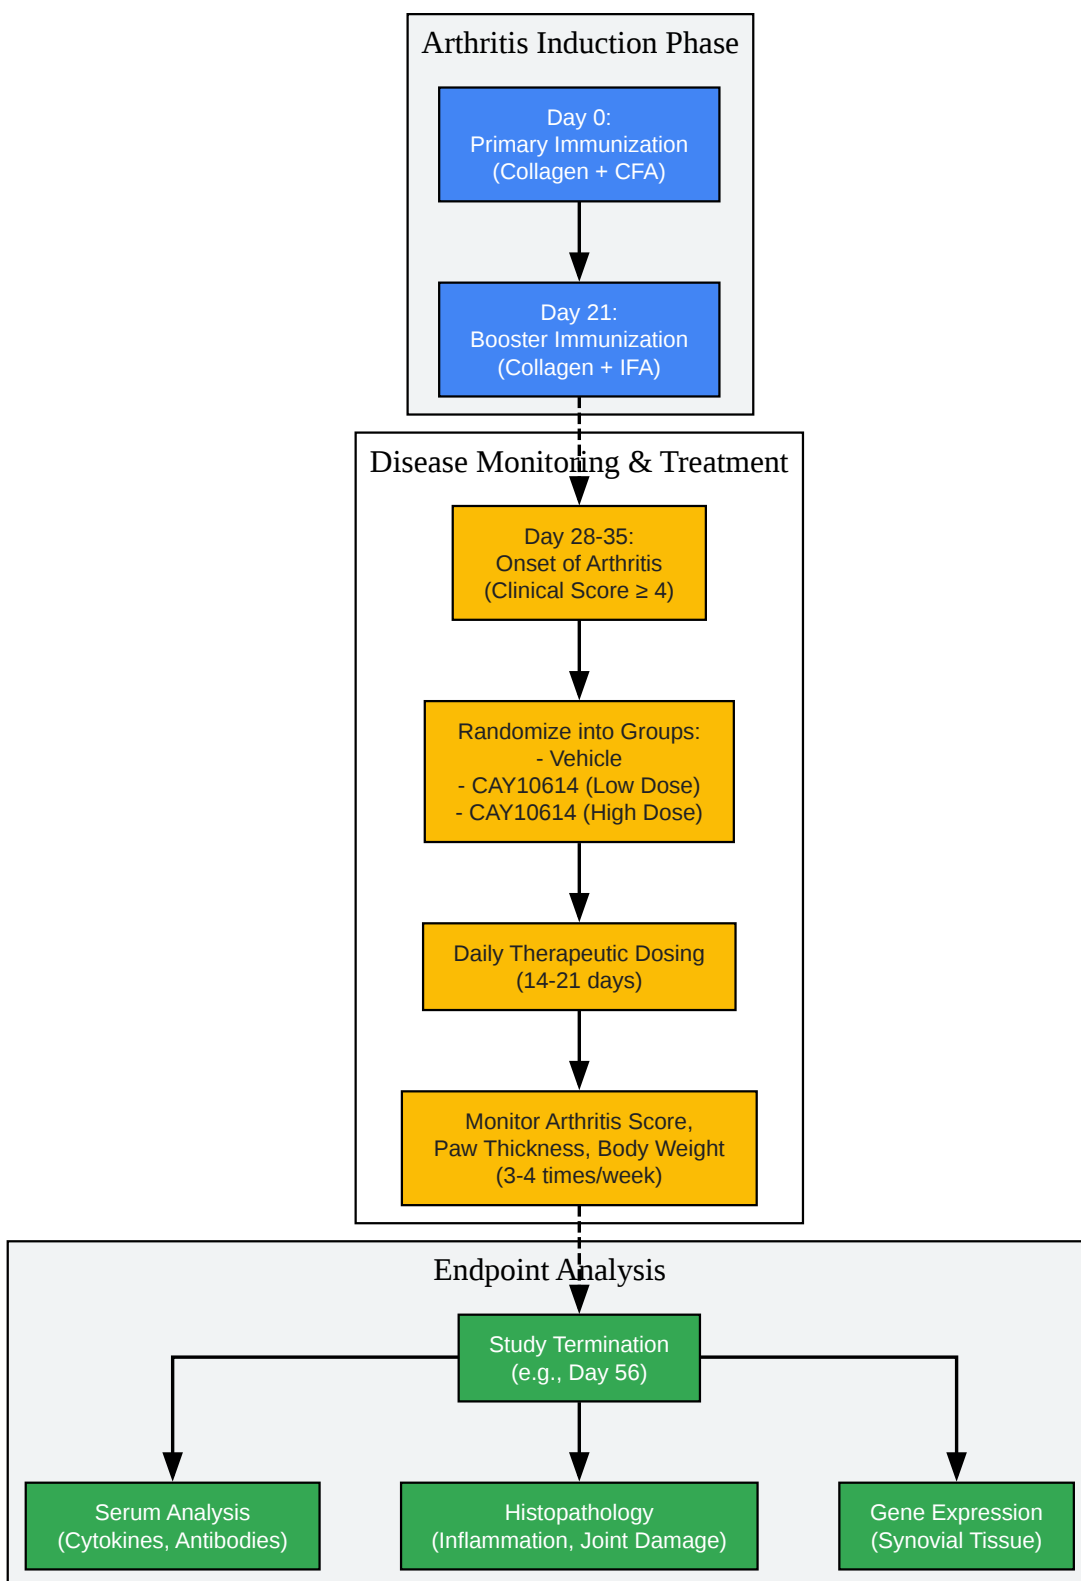 Arthritis Induction Phase
Day 0:
Primary Immunization
(Collagen + CFA)
Day 21:
Booster Immunization
(Collagen + IFA)
Disease Monitoring & Treatment
Day 28-35:
Onset of Arthritis
(Clinical Score ≥ 4)
Randomize into Groups:
- Vehicle
- CAY10614 (Low Dose)
- CAY10614 (High Dose)
Daily Therapeutic Dosing
(14-21 days)
Monitor Arthritis Score,
Paw Thickness, Body Weight
(3-4 times/week)
Endpoint Analysis
Study Termination
(e.g., Day 56)
Serum Analysis
(Cytokines, Antibodies)
Histopathology
(Inflammation, Joint Damage)
Gene Expression
(Synovial Tissue)